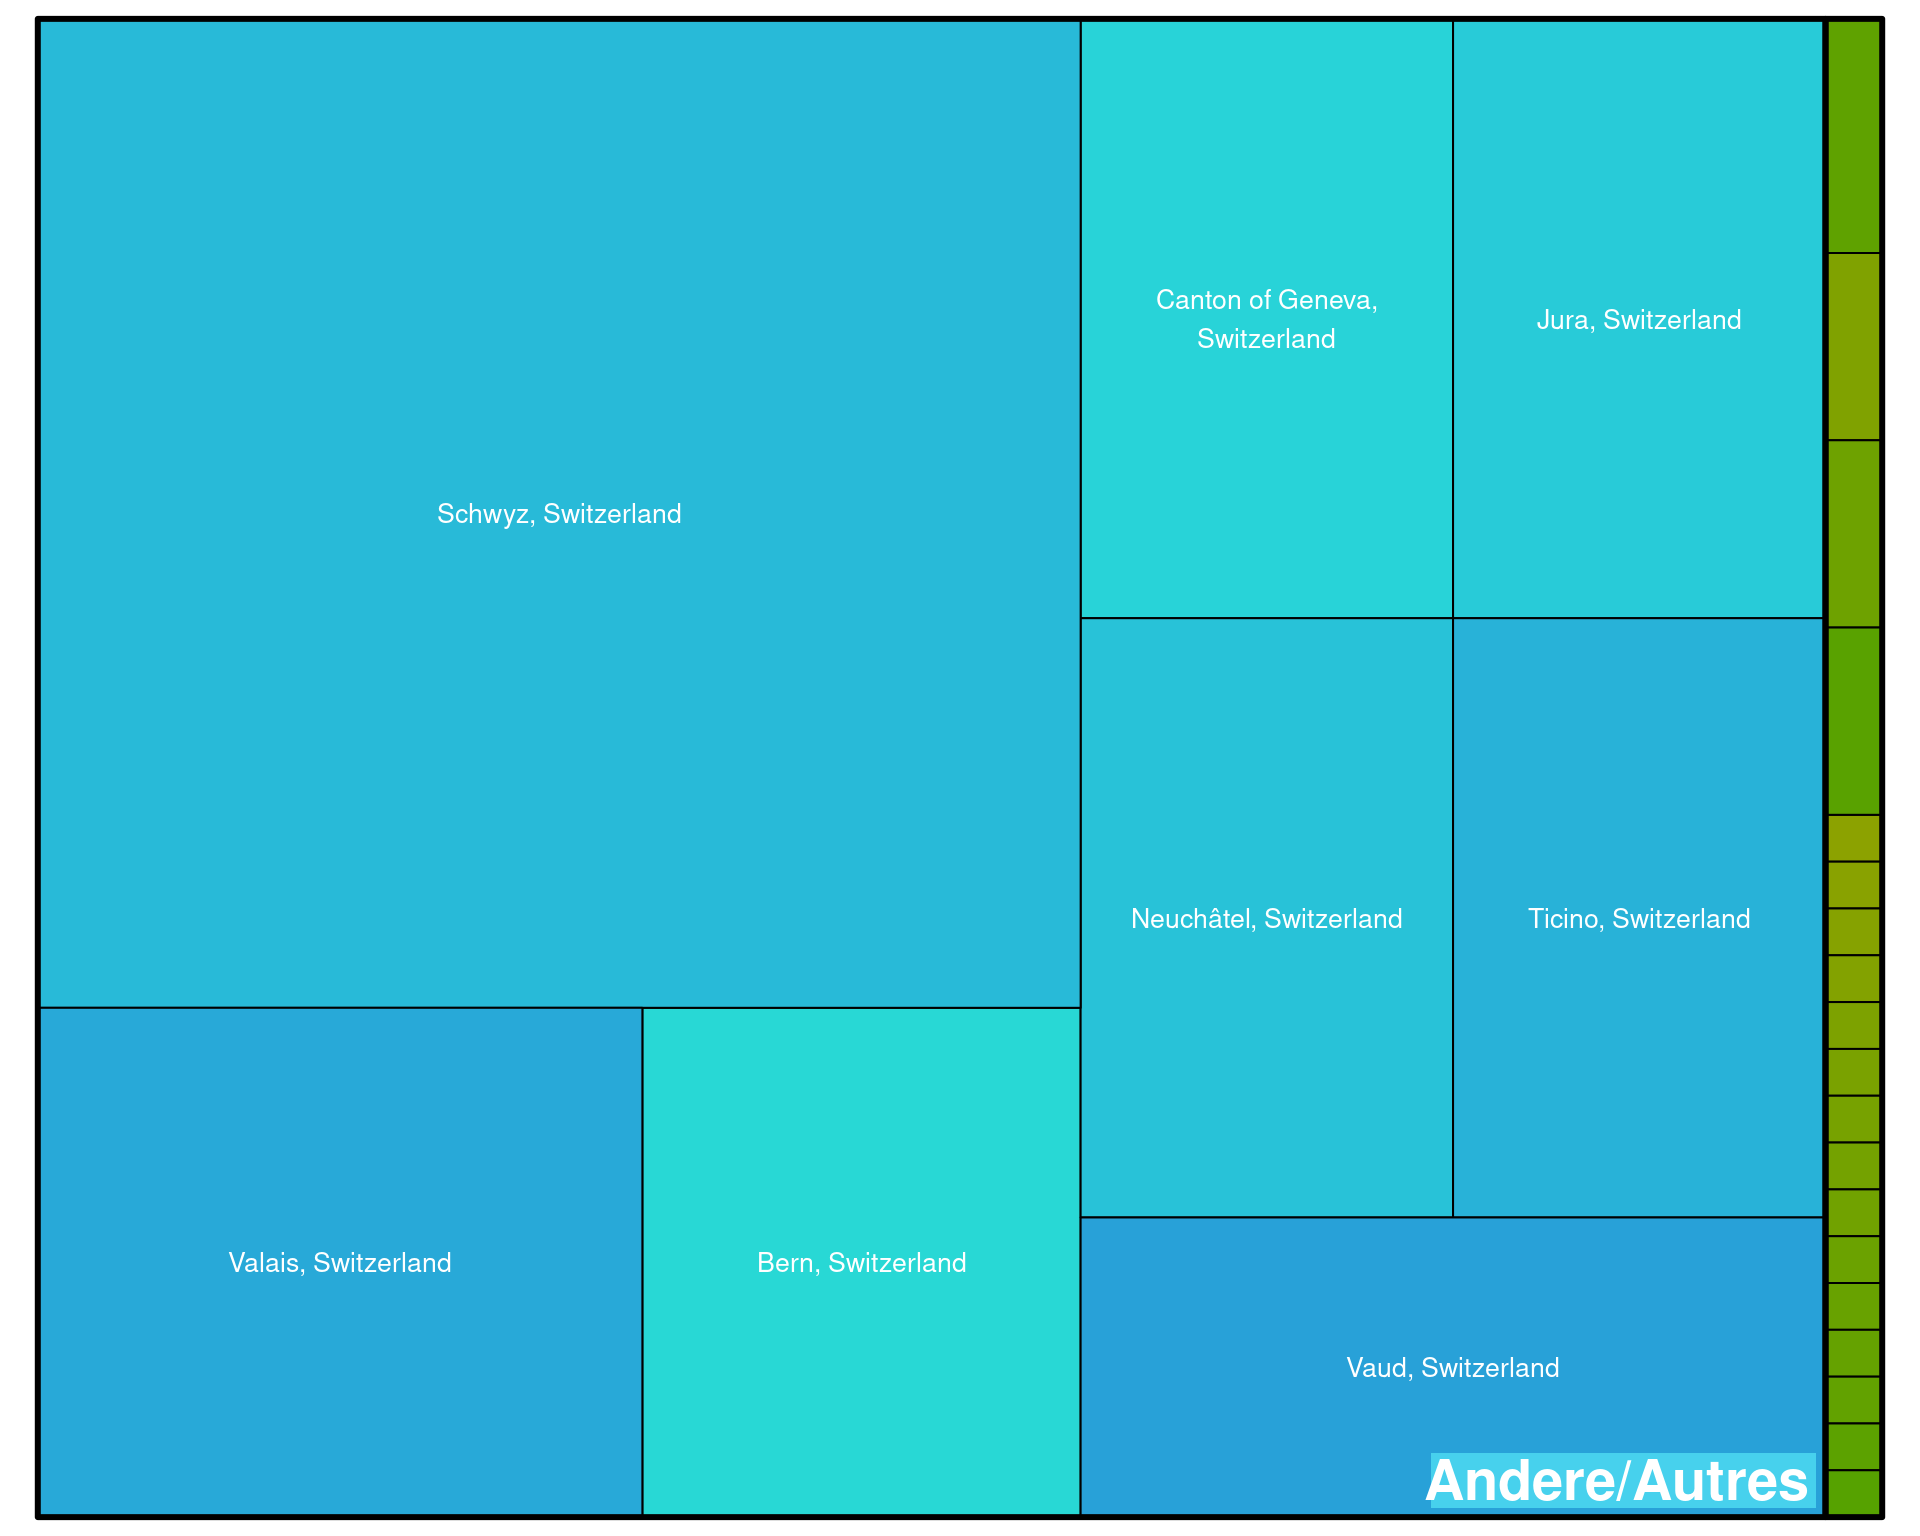 Canton of Geneva,
Switzerland
Jura, Switzerland
Schwyz, Switzerland
Neuchâtel, Switzerland
Ticino, Switzerland
Valais, Switzerland
Bern, Switzerland
Vaud, Switzerland
Andere/Autres